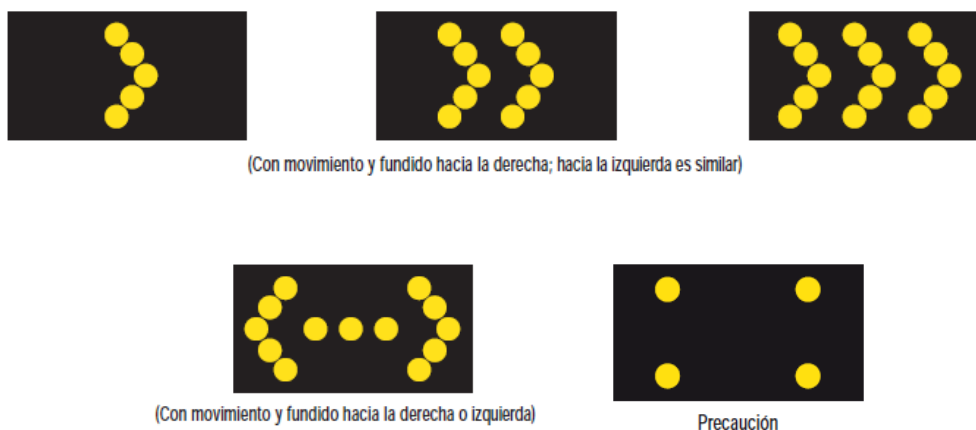 (Con movimiento y fundido hacia la derecha; hacia la izquierda es similar)
(Con movimiento y fundido hacia la derecha o izquierda)
Precaución